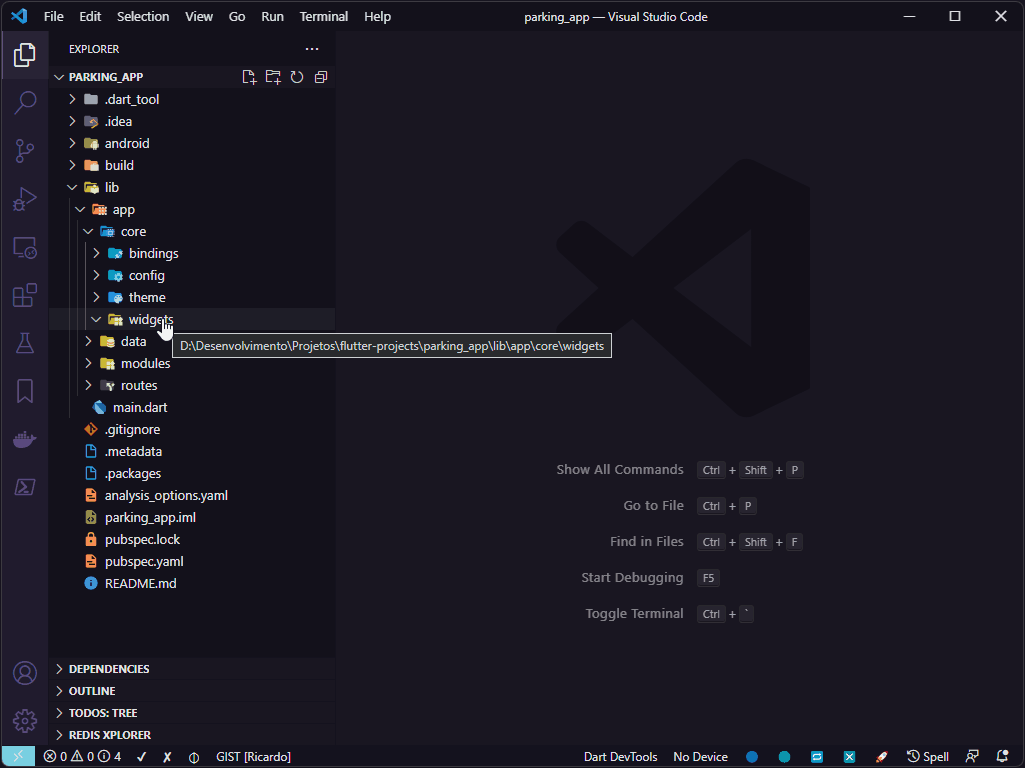 File Edit Selection View Go Run Terminal Help parking_app — Visual Studio Code
EXPLORER
PARKING_APP
.dart_tool
.idea
android
build
lib
app
core
bindings
config
theme
widgets
D:\Desenvolvimento\Projetos\flutter-projects\parking_app\lib\app\core\widgets
data
modules
routes
main.dart
.gitignore
.metadata
.packages
analysis_options.yaml
parking_app.iml
pubspec.lock
pubspec.yaml
README.md
Show All Commands Ctrl + Shift + P
Go to File Ctrl + P
Find in Files Ctrl + Shift + F
Start Debugging F5
Toggle Terminal Ctrl + `
DEPENDENCIES
OUTLINE
TODOS: TREE
REDIS XPLORER
0 0 4 GIST [Ricardo] Dart DevTools No Device Spell